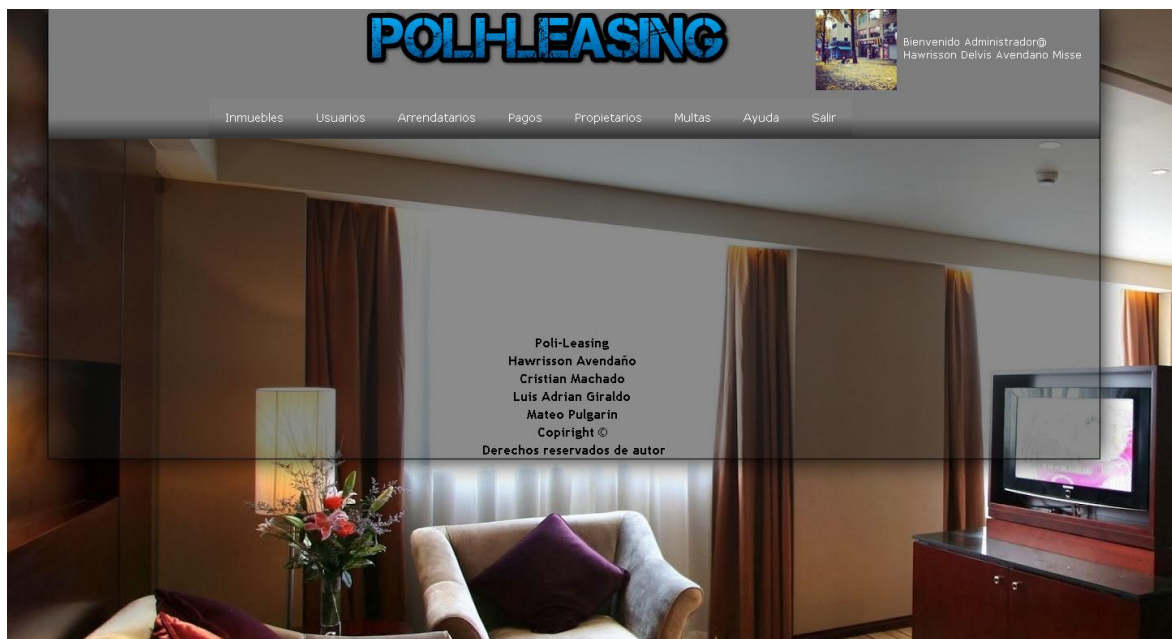 POLI-LEASING
Bienvenido Administrador@
Hawrisson Delvis Avendano Misse
Inmuebles Usuarios Arrendatarios Pagos Propietarios Multas Ayuda Salir
Poli-Leasing
Hawrisson Avendaño
Cristian Machado
Luis Adrian Giraldo
Mateo Pulgarin
Copiright ©
Derechos reservados de autor